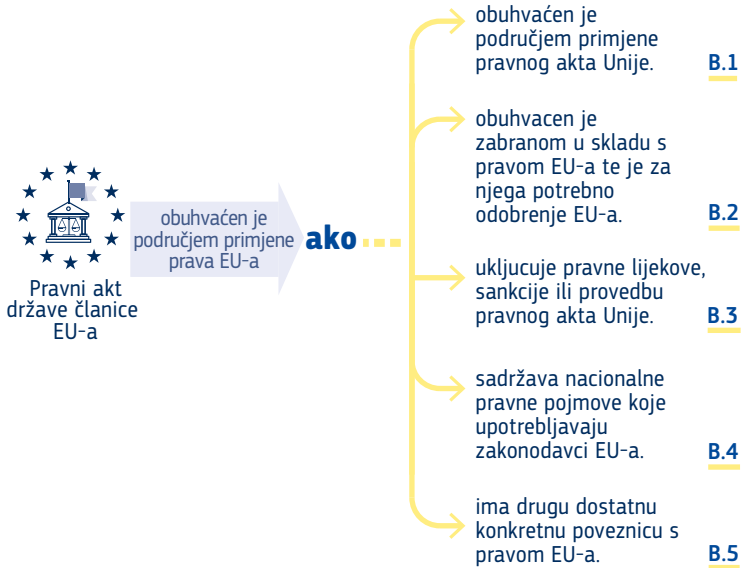 Pravni akt
države članice
EU-a
obuhvaćen je
područjem primjene
prava EU-a
ako
obuhvaćen je
područjem primjene
pravnog akta Unije.
B.1
obuhvacen je
zabranom u skladu s
pravom EU-a te je za
njega potrebno
odobrenje EU-a.
B.2
ukljucuje pravne lijekove,
sankcije ili provedbu
pravnog akta Unije.
B.3
sadržava nacionalne
pravne pojmove koje
upotrebljavaju
zakonodavci EU-a.
B.4
ima drugu dostatnu
konkretnu poveznicu s
pravom EU-a.
B.5